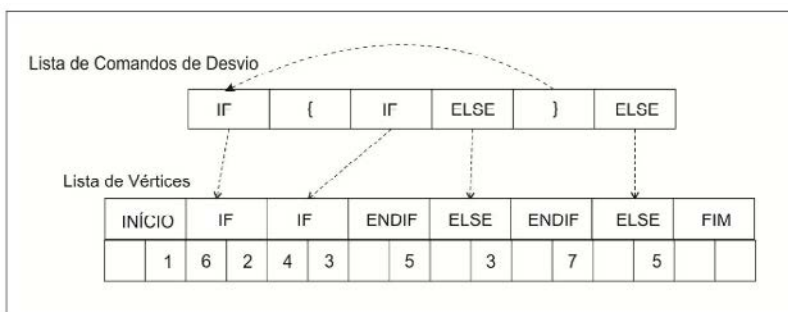 Lista de Comandos de Desvio
IF { IF ELSE } ELSE
Lista de Vértices
INÍCIO IF IF ENDIF ELSE ENDIF ELSE FIM
1 6 2 4 3 5 3 7 5